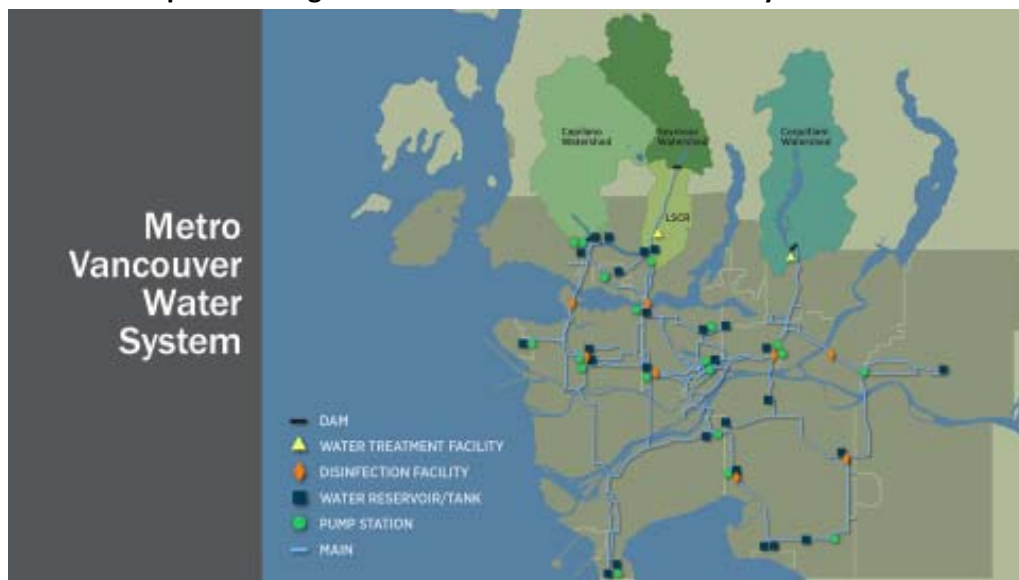 Metro
Vancouver
Water
System
Capilano
Watershed
Seymour
Watershed
Coquitlam
Watershed
LSCR
DAM
WATER TREATMENT FACILITY
DISINFECTION FACILITY
WATER RESERVOIR/TANK
PUMP STATION
MAIN